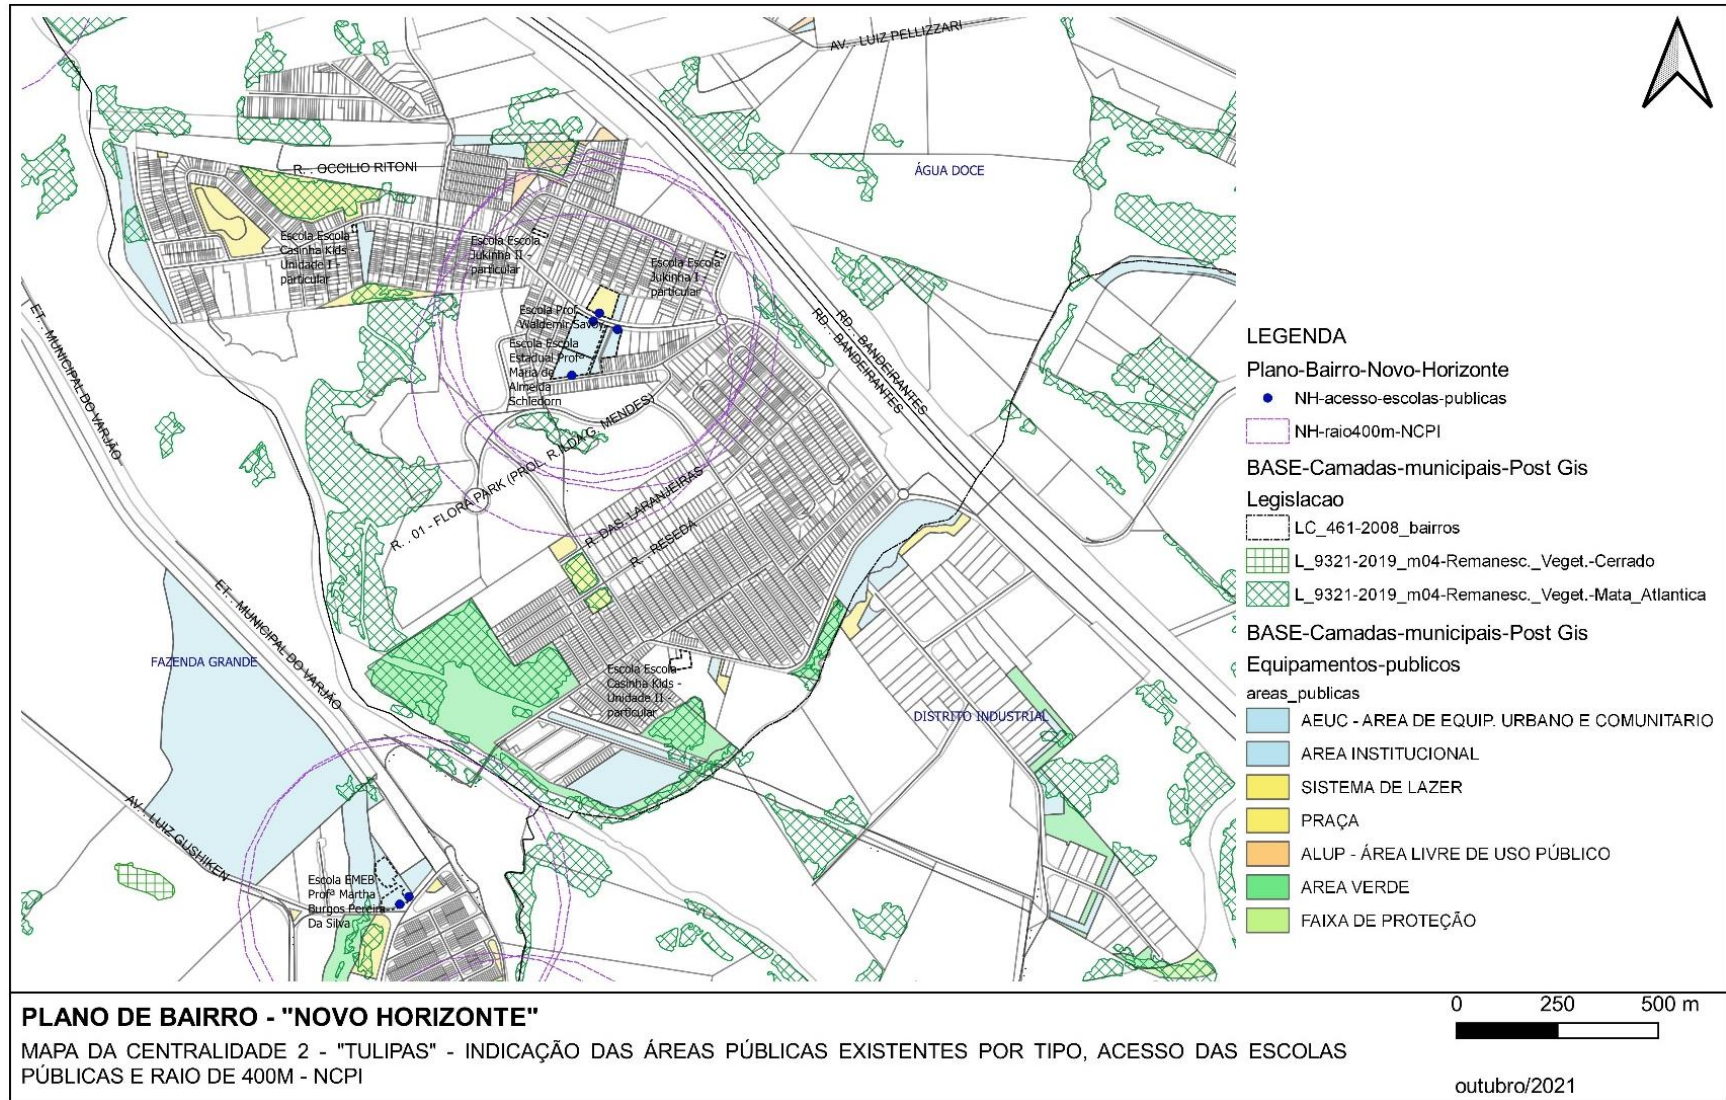 AV. . LUIZ PELLIZZARI
R. . OCCILIO RITONI
ÁGUA DOCE
Escola Escola
Casinha Kids -
Unidade I -
particular
Escola Escola
Jukinha II -
particular
Escola Escola
Jukinha I -
particular
Escola Prof.
Waldemir Savoy
Escola Escola
Estadual Profª
Maria de
Almeida
Schledorn
RD. . BANDEIRANTES
RD. . BANDEIRANTES
ET. . MUNICIPAL DO VARJÃO
R. . 01 - FLORA PARK (PROL. R.ILDA G. MENDES)
R. DAS. LARANJEIRAS
R. . RESEDA
ET. . MUNICIPAL DO VARJÃO
FAZENDA GRANDE
Escola Escola
Casinha Kids -
Unidade II -
particular
DISTRITO INDUSTRIAL
AV. . LUIZ GUSHIKEN
Escola EMEB
Profª Martha
Burgos Pereira
Da Silva
LEGENDA
Plano-Bairro-Novo-Horizonte
NH-acesso-escolas-publicas
NH-raio400m-NCPI
BASE-Camadas-municipais-Post Gis
Legislacao
LC_461-2008_bairros
L_9321-2019_m04-Remanesc._Veget.-Cerrado
L_9321-2019_m04-Remanesc._Veget.-Mata_Atlantica
BASE-Camadas-municipais-Post Gis
Equipamentos-publicos
areas_publicas
AEUC - AREA DE EQUIP. URBANO E COMUNITARIO
AREA INSTITUCIONAL
SISTEMA DE LAZER
PRAÇA
ALUP - ÁREA LIVRE DE USO PÚBLICO
AREA VERDE
FAIXA DE PROTEÇÃO
PLANO DE BAIRRO - "NOVO HORIZONTE"
MAPA DA CENTRALIDADE 2 - "TULIPAS" - INDICAÇÃO DAS ÁREAS PÚBLICAS EXISTENTES POR TIPO, ACESSO DAS ESCOLAS
PÚBLICAS E RAIO DE 400M - NCPI
0 250 500 m
outubro/2021